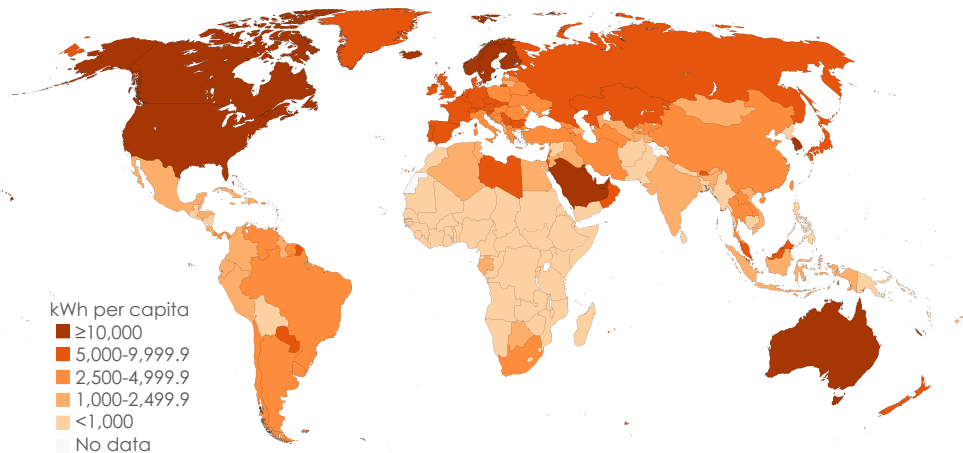 kWh per capita
≥10,000
5,000-9,999.9
2,500-4,999.9
1,000-2,499.9
<1,000
No data